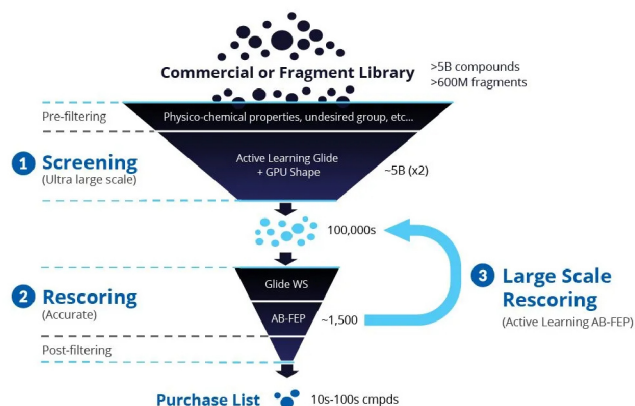 Commercial or Fragment Library
>5B compounds
>600M fragments
Pre-filtering
Physico-chemical properties, undesired group, etc...
1 Screening
(Ultra large scale)
Active Learning Glide
+ GPU Shape
~5B (x2)
100,000s
2 Rescoring
(Accurate)
Glide WS
AB-FEP
~1,500
3 Large Scale
Rescoring
(Active Learning AB-FEP)
Post-filtering
Purchase List
10s-100s cmpds